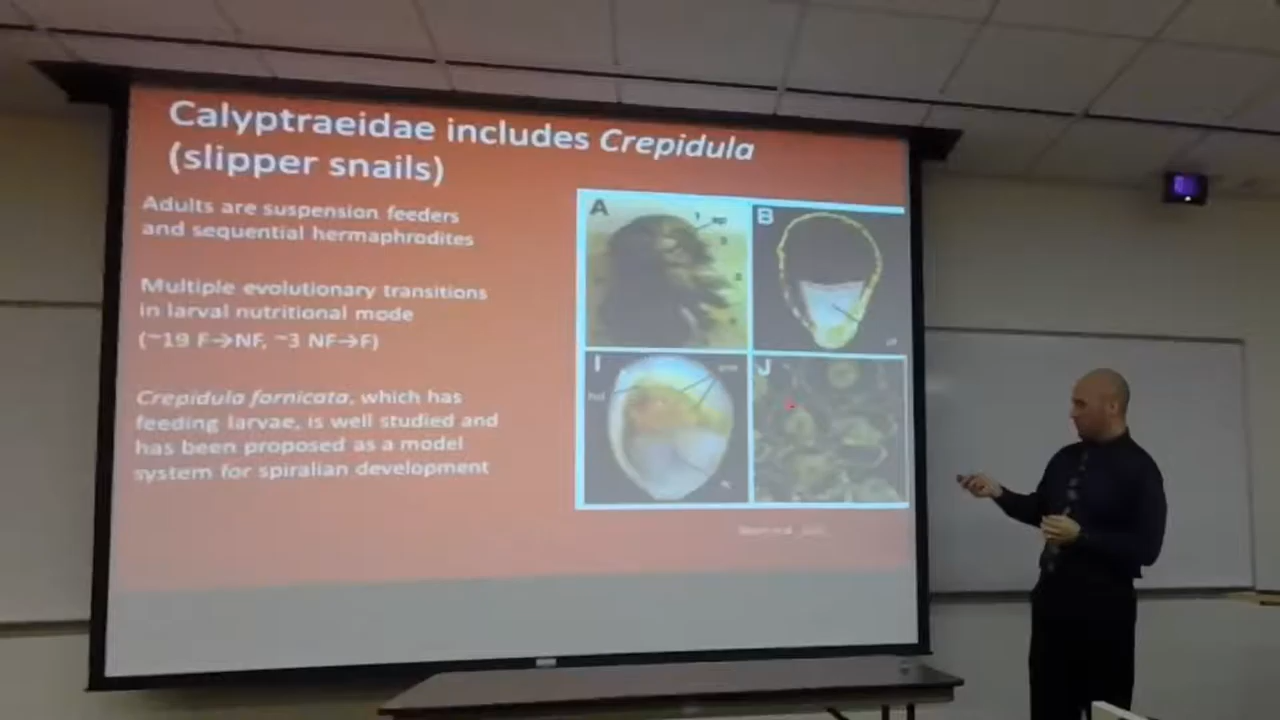 Calyptraeidae includes Crepidula
(slipper snails)
Adults are suspension feeders
and sequential hermaphrodites
Multiple evolutionary transitions
in larval nutritional mode
(~19 F→NF, ~3 NF→F)
Crepidula fornicata, which has
feeding larvae, is well studied and
has been proposed as a model
system for spiralian development
A
B
I
J